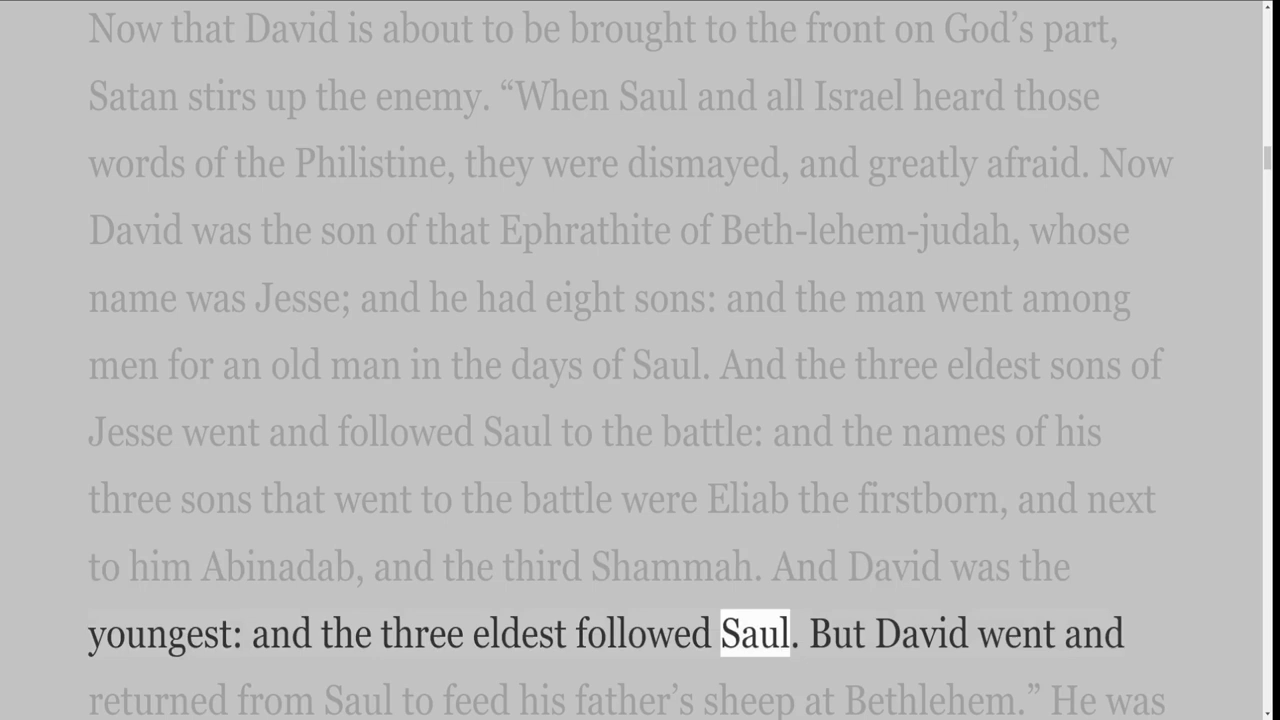 Now that David is about to be brought to the front on God’s part,
Satan stirs up the enemy. “When Saul and all Israel heard those
words of the Philistine, they were dismayed, and greatly afraid. Now
David was the son of that Ephrathite of Beth-lehem-judah, whose
name was Jesse; and he had eight sons: and the man went among
men for an old man in the days of Saul. And the three eldest sons of
Jesse went and followed Saul to the battle: and the names of his
three sons that went to the battle were Eliab the firstborn, and next
to him Abinadab, and the third Shammah. And David was the
youngest: and the three eldest followed Saul. But David went and
returned from Saul to feed his father’s sheep at Bethlehem.” He was